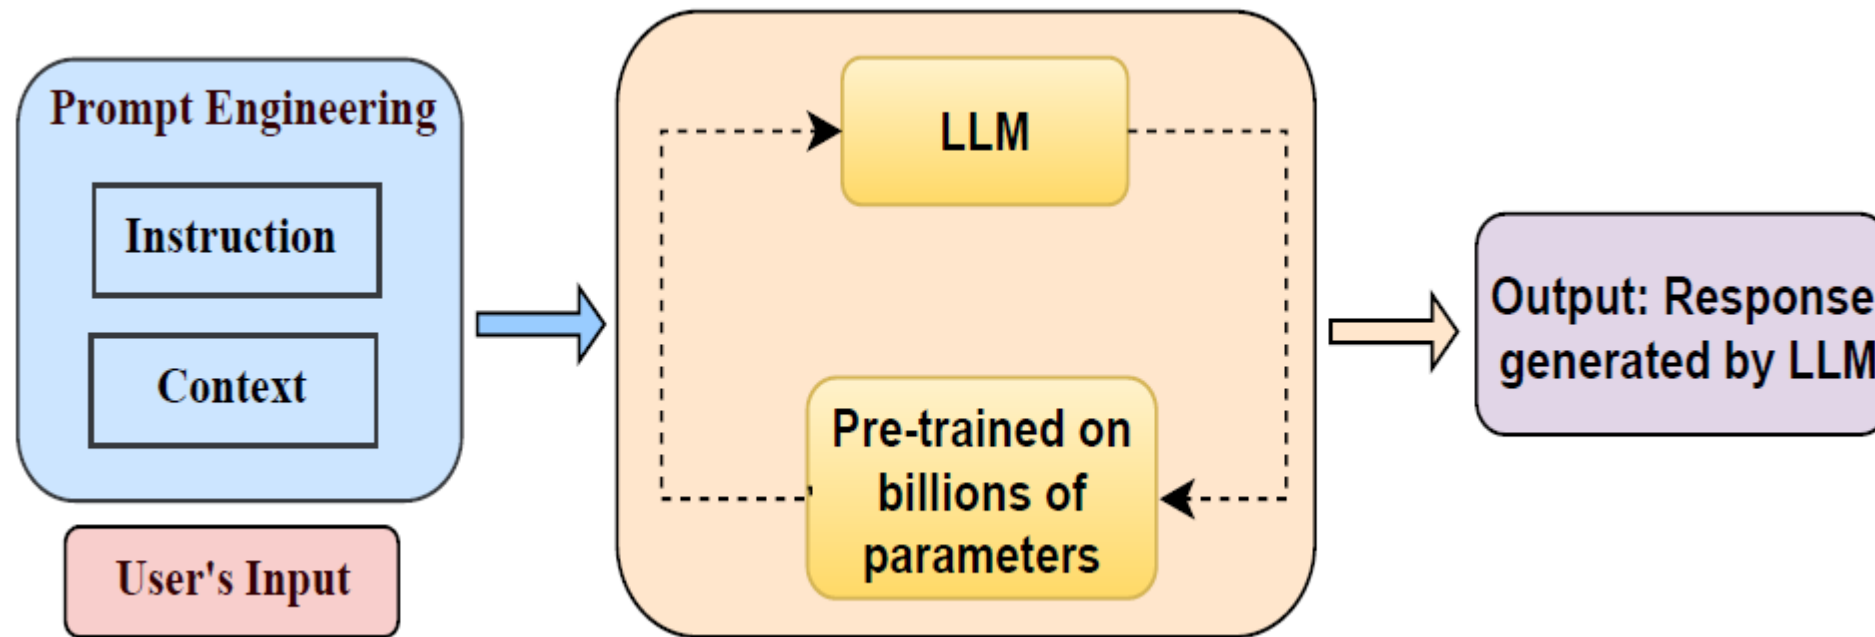 Prompt Engineering
Instruction
Context
User's Input
LLM
Pre-trained on
billions of
parameters
Output: Response
generated by LLM